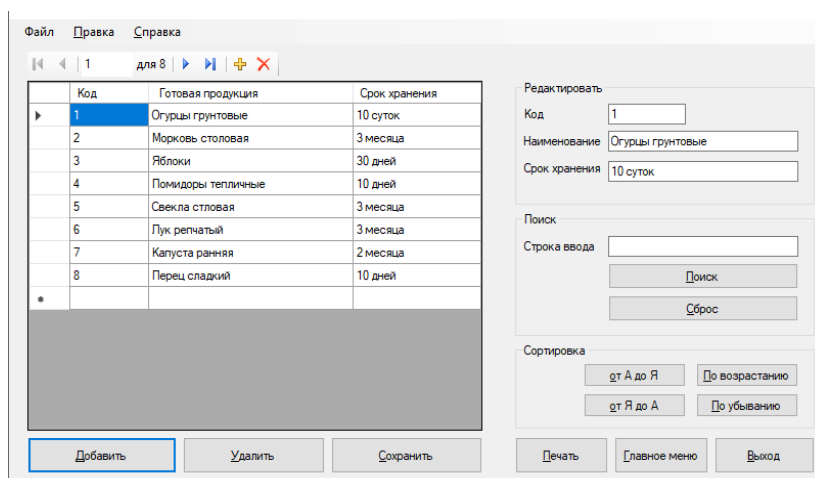 Файл Правка Справка
1 для 8
Код Готовая продукция Срок хранения
1 Огурцы грунтовые 10 суток
2 Морковь столовая 3 месяца
3 Яблоки 30 дней
4 Помидоры тепличные 10 дней
5 Свекла стловая 3 месяца
6 Лук репчатый 3 месяца
7 Капуста ранняя 2 месяца
8 Перец сладкий 10 дней
Редактировать
Код 1
Наименование Огурцы грунтовые
Срок хранения 10 суток
Поиск
Строка ввода
Поиск
Сброс
Сортировка
от А до Я По возрастанию
от Я до А По убыванию
Добавить Удалить Сохранить Печать Главное меню Выход